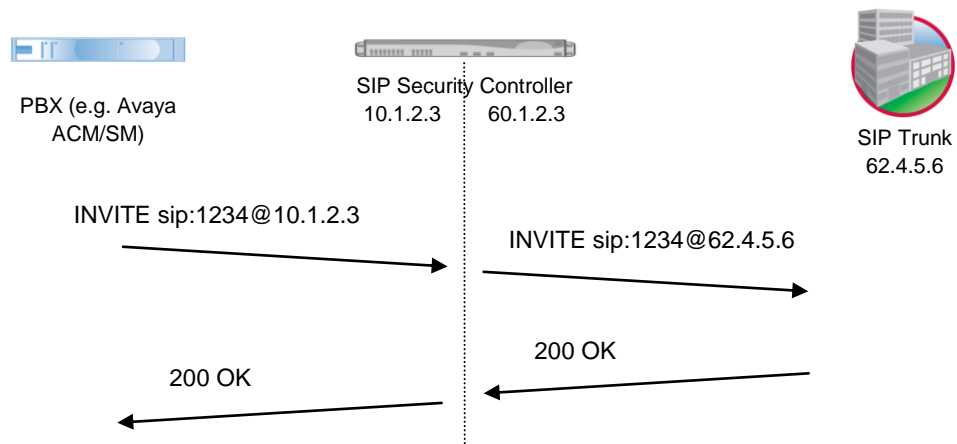 PBX (e.g. Avaya
ACM/SM)
SIP Security Controller
10.1.2.3 60.1.2.3
SIP Trunk
62.4.5.6
INVITE sip:1234@10.1.2.3
INVITE sip:1234@62.4.5.6
200 OK
200 OK